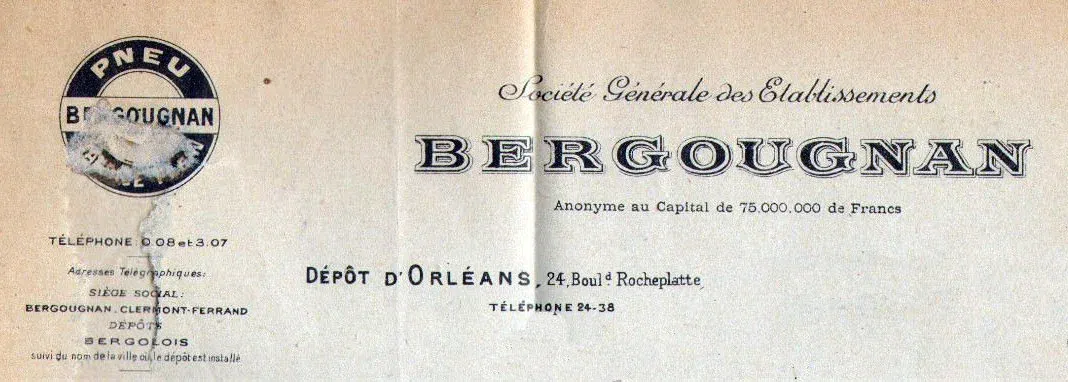 PNEU
BERGOUGNAN
Société Générale des Etablissements
BERGOUGNAN
Anonyme au Capital de 75.000.000 de Francs
TÉLÉPHONE: 0.08 et 3.07
Adresses Télégraphiques:
SIÈGE SOCIAL:
BERGOUGNAN. CLERMONT-FERRAND
DÉPÔTS
BERGOLOIS
suivi du nom de la ville où le dépôt est installé
DÉPÔT D'ORLÉANS, 24, Boulᵈ Rocheplatte
TÉLÉPHONE 24-38